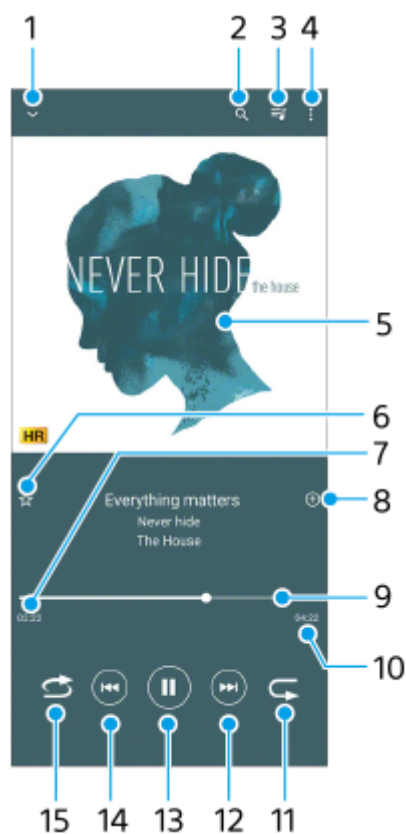 1 2 3 4
NEVER HIDE the house
5
6
HR
7
Everything matters
8
Never hide
The House
9
02:22 04:22
10
15 14 13 12 11